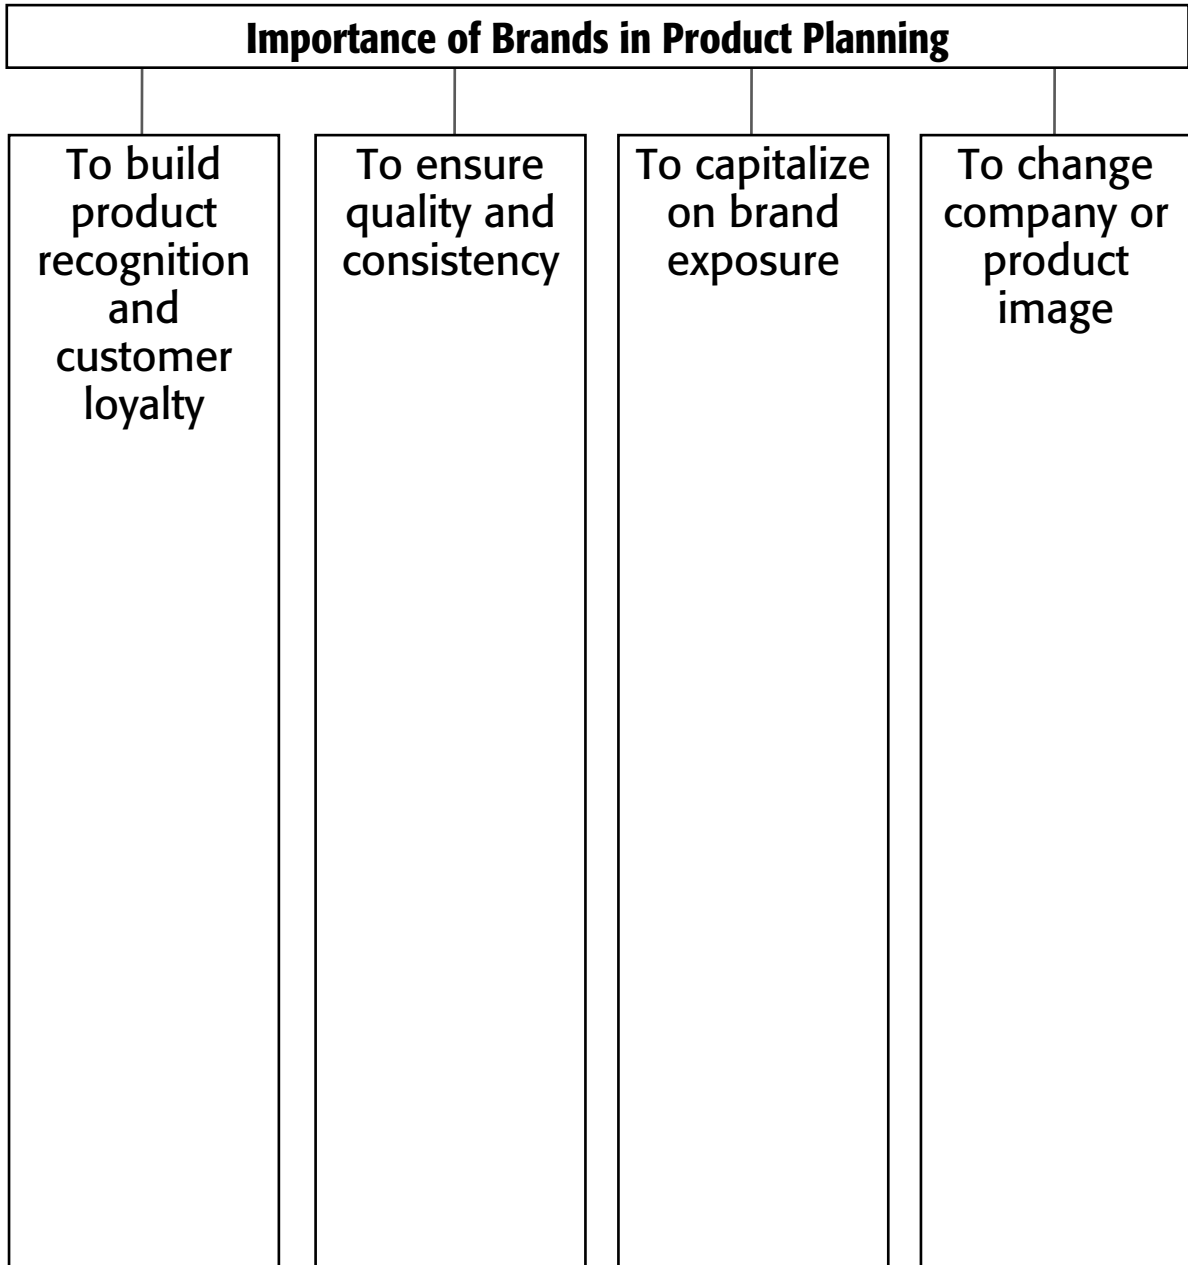 Importance of Brands in Product Planning
To build
product
recognition
and
customer
loyalty
To ensure
quality and
consistency
To capitalize
on brand
exposure
To change
company or
product
image